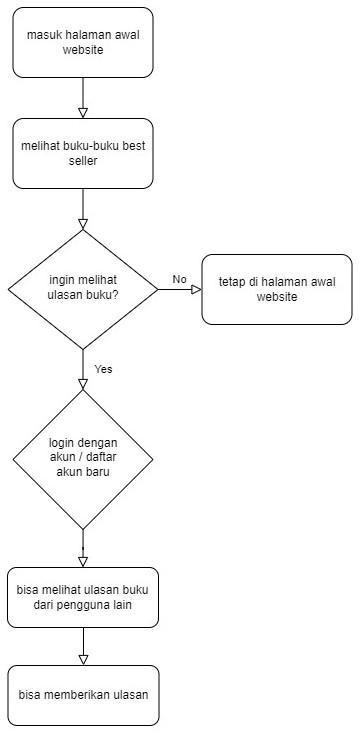 masuk halaman awal
website
melihat buku-buku best
seller
ingin melihat
ulasan buku?
No
tetap di halaman awal
website
Yes
login dengan
akun / daftar
akun baru
bisa melihat ulasan buku
dari pengguna lain
bisa memberikan ulasan